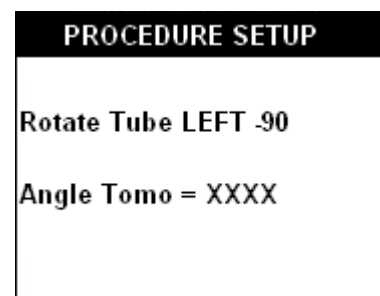 PROCEDURE SETUP
Rotate Tube LEFT -90
Angle Tomo = XXXX